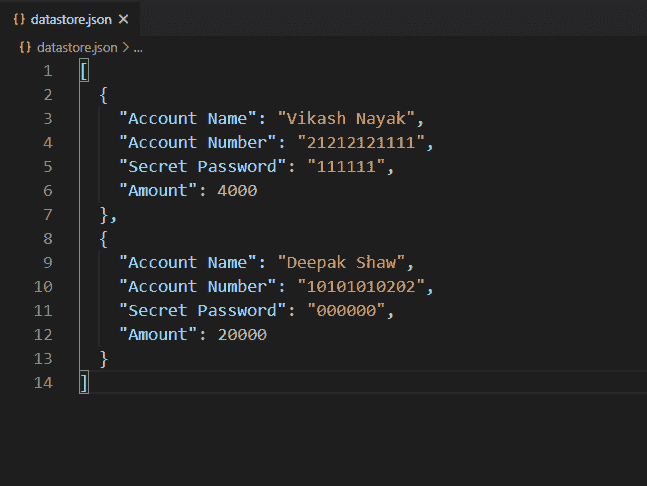 {} datastore.json ×
{} datastore.json > ...
1 [
2 {
3 "Account Name": "Vikash Nayak",
4 "Account Number": "21212121111",
5 "Secret Password": "111111",
6 "Amount": 4000
7 },
8 {
9 "Account Name": "Deepak Shaw",
10 "Account Number": "10101010202",
11 "Secret Password": "000000",
12 "Amount": 20000
13 }
14 ]